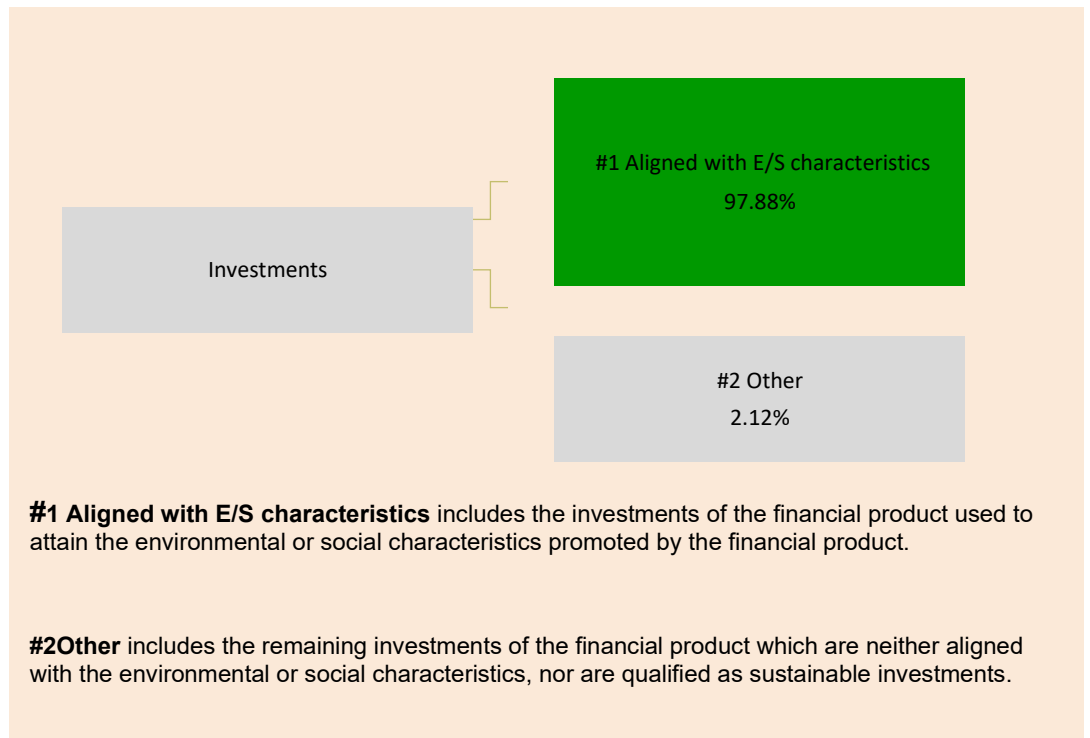 #1 Aligned with E/S characteristics
97.88%
Investments
#2 Other
2.12%
#1 Aligned with E/S characteristics includes the investments of the financial product used to
attain the environmental or social characteristics promoted by the financial product.
#2Other includes the remaining investments of the financial product which are neither aligned
with the environmental or social characteristics, nor are qualified as sustainable investments.